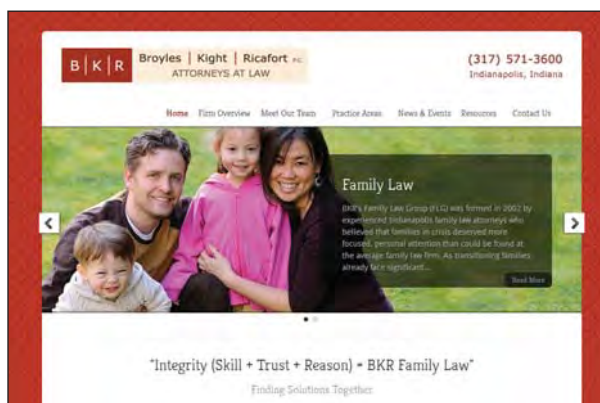 B | K | R
Broyles | Kight | Ricafort P.C.
ATTORNEYS AT LAW
(317) 571-3600
Indianapolis, Indiana
Home Firm Overview Meet Our Team Practice Areas News & Events Resources Contact Us
Family Law
BKR's Family Law Group (FLG) was formed in 2002 by
experienced Indianapolis family law attorneys who
believed that families in crisis deserved more
focused, personal attention than could be found at
the average family law firm. As transitioning families
already face significant...
Read More
"Integrity (Skill + Trust + Reason) = BKR Family Law"
Finding Solutions Together